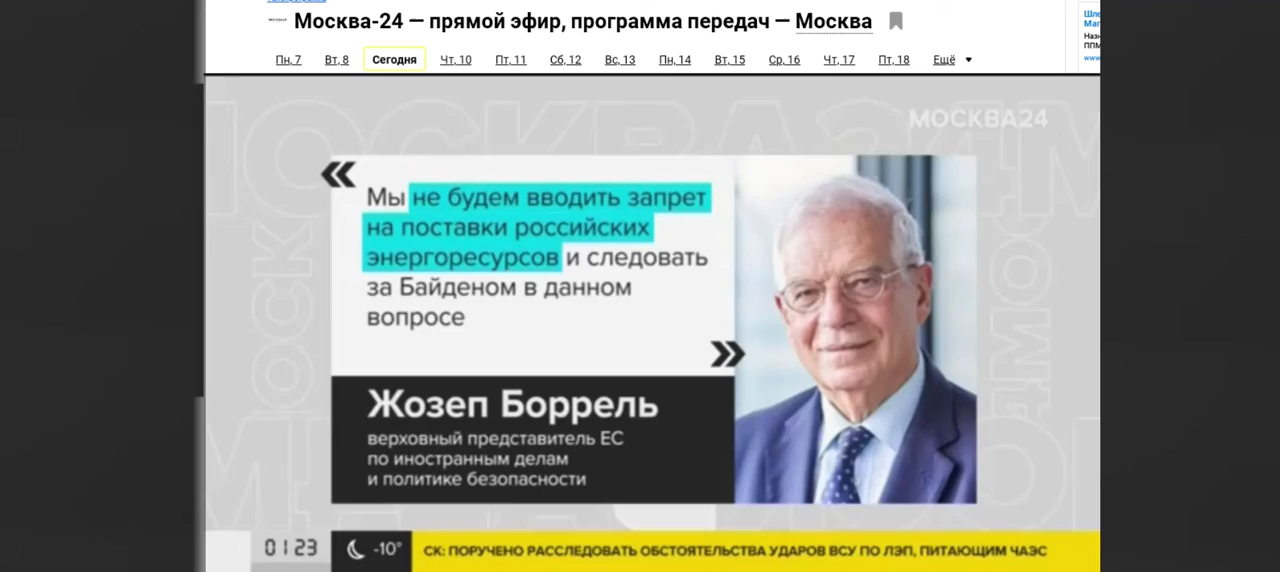 Москва-24 — прямой эфир, программа передач — Москва
Пн, 7 Вт, 8 Сегодня Чт, 10 Пт, 11 Сб, 12 Вс, 13 Пн, 14 Вт, 15 Ср, 16 Чт, 17 Пт, 18 Ещё
МОСКВА24
«
Мы не будем вводить запрет
на поставки российских
энергоресурсов и следовать
за Байденом в данном
вопросе
»
Жозеп Боррель
верховный представитель ЕС
по иностранным делам
и политике безопасности
01:23 -10° СК: ПОРУЧЕНО РАССЛЕДОВАТЬ ОБСТОЯТЕЛЬСТВА УДАРОВ ВСУ ПО ЛЭП, ПИТАЮЩИМ ЧАЭС